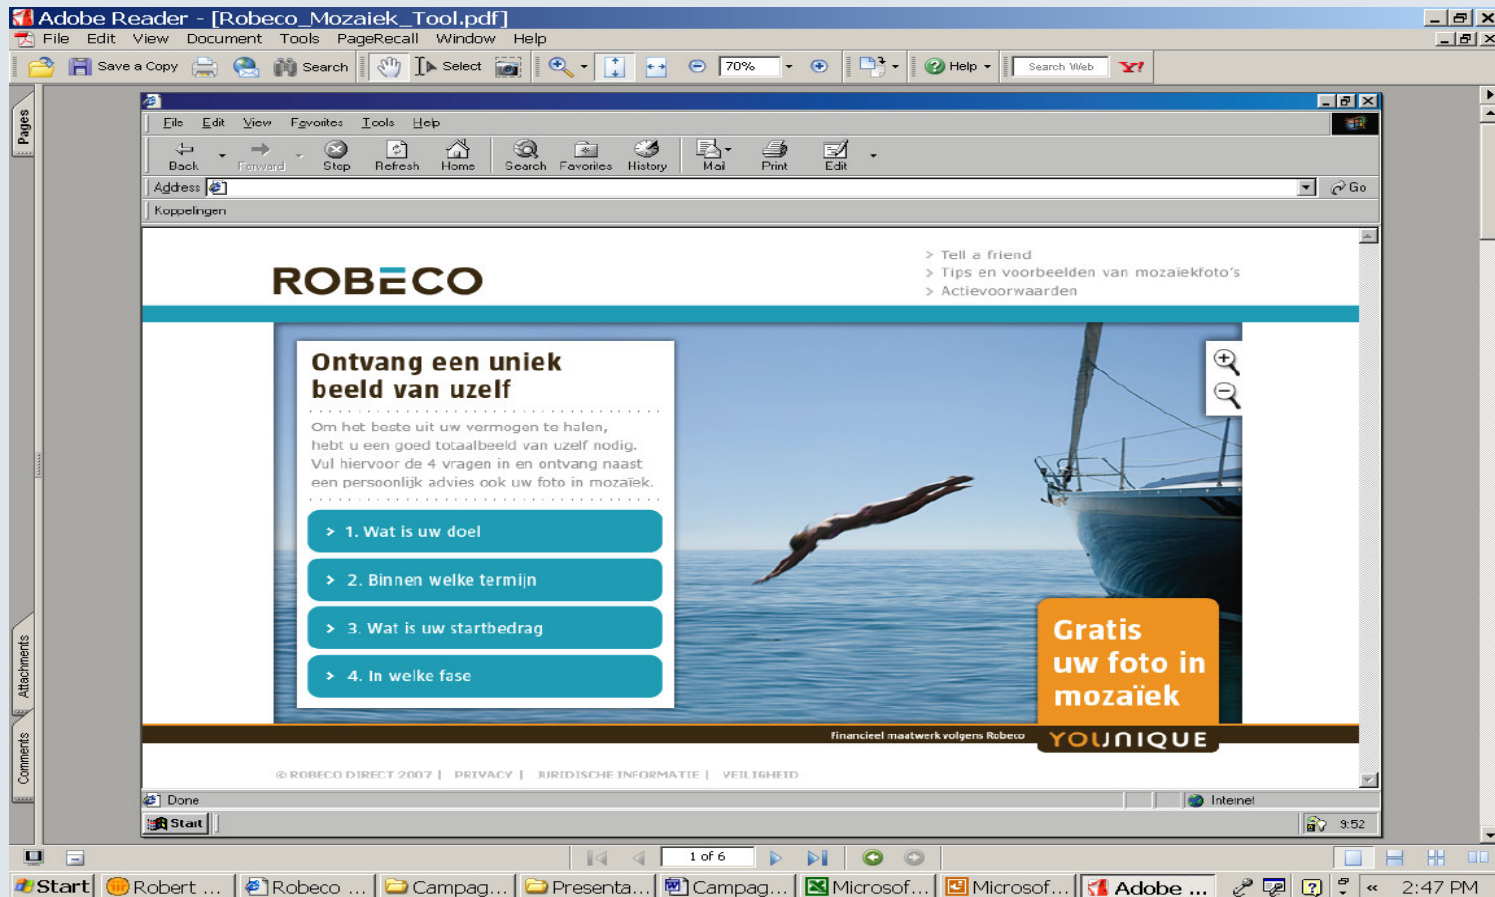 Adobe Reader - [Robeco_Mozaiek_Tool.pdf]
File Edit View Document Tools PageRecall Window Help
Save a Copy Search Select 70% Help Search Web Y!
Pages
Attachments
Comments
File Edit View Favorites Tools Help
Back Forward Stop Refresh Home Search Favorites History Mail Print Edit
Address Go
Koppelingen
ROBECO
> Tell a friend
> Tips en voorbeelden van mozaïekfoto's
> Actievoorwaarden
Ontvang een uniek
beeld van uzelf
Om het beste uit uw vermogen te halen,
hebt u een goed totaalbeeld van uzelf nodig.
Vul hiervoor de 4 vragen in en ontvang naast
een persoonlijk advies ook uw foto in mozaïek.
> 1. Wat is uw doel
> 2. Binnen welke termijn
> 3. Wat is uw startbedrag
> 4. In welke fase
Gratis
uw foto in
mozaïek
Financieel maatwerk volgens Robeco YOUNIQUE
© ROBECO DIRECT 2007 | PRIVACY | JURIDISCHE INFORMATIE | VEILIGHEID
Done Internet
Start 9:52
1 of 6
Start Robert ... Robeco ... Campag... Presenta... Campag... Microsof... Microsof... Adobe ... « 2:47 PM